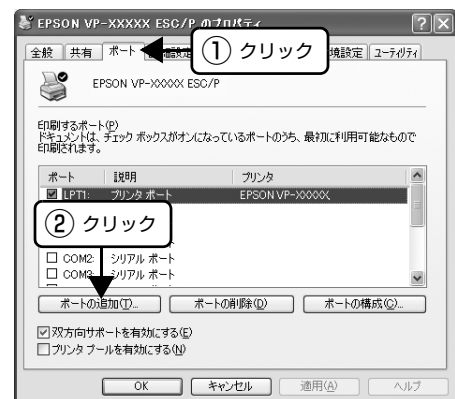 EPSON VP-XXXXX ESC/P のプロパティ
全般 共有 ポート 境設定 ユーティリティ
① クリック
EPSON VP-XXXXX ESC/P
印刷するポート(P)
ドキュメントは、チェック ボックスがオンになっているポートのうち、最初に利用可能なもので
印刷されます。
ポート 説明 プリンタ
LPT1: プリンタ ポート EPSON VP-XXXXX,
② クリック
COM2: シリアル ポート
COM3: シリアル ポート
ポートの追加(T)... ポートの削除(D) ポートの構成(C)...
双方向サポートを有効にする(E)
プリンタ プールを有効にする(N)
OK キャンセル 適用(A) ヘルプ